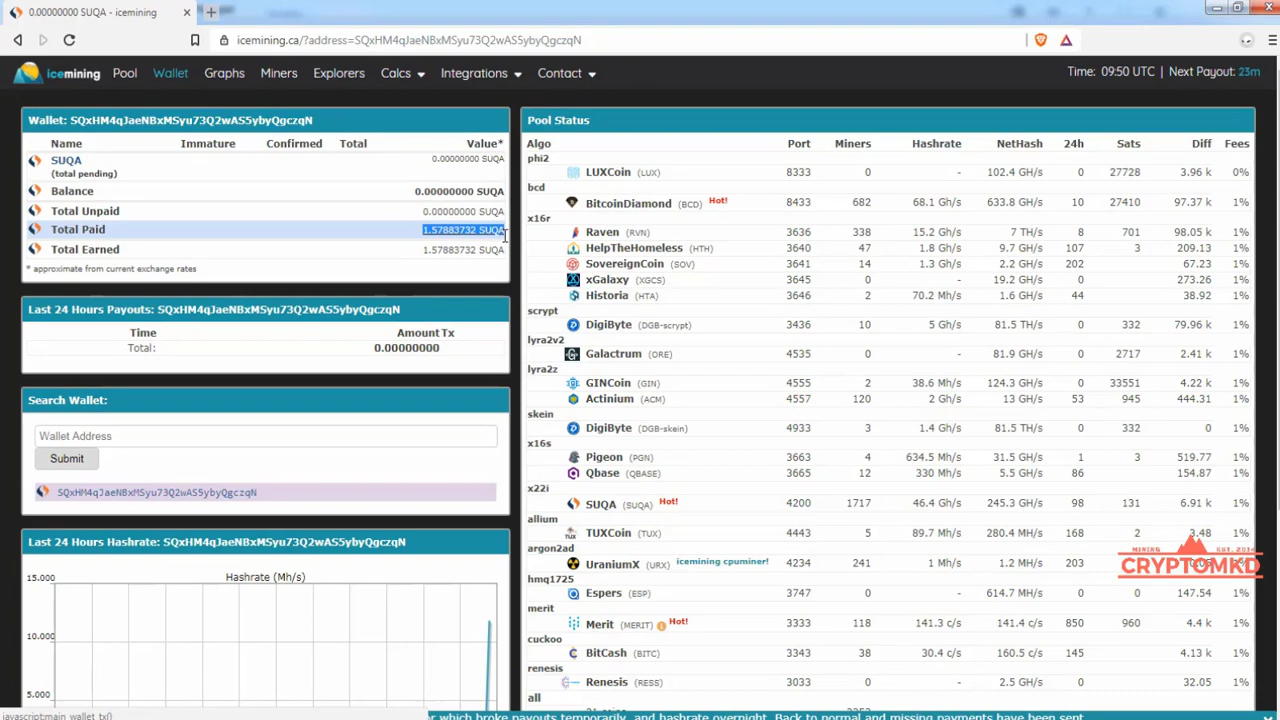 0.00000000 SUQA - icemining
icemining.ca/?address=SQxHM4qJaeNBxMSyu73Q2wAS5ybyQgczqN
icemining Pool Wallet Graphs Miners Explorers Calcs Integrations Contact Time: 09:50 UTC | Next Payout: 23m
Wallet: SQxHM4qJaeNBxMSyu73Q2wAS5ybyQgczqN
Name Immature Confirmed Total Value*
SUQA 0.00000000 SUQA
(total pending)
Balance 0.00000000 SUQA
Total Unpaid 0.00000000 SUQA
Total Paid 1.57883732 SUQA
Total Earned 1.57883732 SUQA
* approximate from current exchange rates
Last 24 Hours Payouts: SQxHM4qJaeNBxMSyu73Q2wAS5ybyQgczqN
Time Amount Tx
Total: 0.00000000
Search Wallet:
Wallet Address
Submit
SQxHM4qJaeNBxMSyu73Q2wAS5ybyQgczqN
Last 24 Hours Hashrate: SQxHM4qJaeNBxMSyu73Q2wAS5ybyQgczqN
Hashrate (Mh/s)
15.000
10.000
5.000
Pool Status
Algo Port Miners Hashrate NetHash 24h Sats Diff Fees
phi2
LUXCoin (LUX) 8333 0 - 102.4 GH/s 0 27728 3.96 k 0%
bcd
BitcoinDiamond (BCD) Hot! 8433 682 68.1 Gh/s 633.8 GH/s 10 27410 97.37 k 1%
x16r
Raven (RVN) 3636 338 15.2 Gh/s 7 TH/s 8 701 98.05 k 1%
HelpTheHomeless (HTH) 3640 47 1.8 Gh/s 9.7 GH/s 107 3 209.13 1%
SovereignCoin (SOV) 3641 14 1.3 Gh/s 2.2 GH/s 202 67.23 1%
xGalaxy (XGCS) 3645 0 - 19.2 GH/s 0 273.26 1%
Historia (HTA) 3646 2 70.2 Mh/s 1.6 GH/s 44 38.92 1%
scrypt
DigiByte (DGB-scrypt) 3436 10 5 Gh/s 81.5 TH/s 0 332 79.96 k 1%
lyra2v2
Galactrum (ORE) 4535 0 - 81.9 GH/s 0 2717 2.41 k 1%
lyra2z
GINCoin (GIN) 4555 2 38.6 Mh/s 124.3 GH/s 0 33551 4.22 k 1%
Actinium (ACM) 4557 120 2 Gh/s 13 GH/s 53 945 444.31 1%
skein
DigiByte (DGB-skein) 4933 3 1.4 Gh/s 81.5 TH/s 0 332 0 1%
x16s
Pigeon (PGN) 3663 4 634.5 Mh/s 31.5 GH/s 1 3 519.77 1%
Qbase (QBASE) 3665 12 330 Mh/s 5.5 GH/s 86 154.87 1%
x22i
SUQA (SUQA) Hot! 4200 1717 46.4 Gh/s 245.3 GH/s 98 131 6.91 k 1%
allium
TUXCoin (TUX) 4443 5 89.7 Mh/s 280.4 MH/s 168 2 3.48 1%
argon2ad
UraniumX (URX) icemining cpuminer! 4234 241 1 Mh/s 1.2 MH/s 203 1%
hmq1725
Espers (ESP) 3747 0 - 614.7 MH/s 0 147.54 1%
merit
Merit (MERIT) Hot! 3333 118 141.3 c/s 141.4 c/s 850 960 4.4 k 1%
cuckoo
BitCash (BITC) 3343 38 30.4 c/s 160.5 c/s 145 4.13 k 1%
renesis
Renesis (RESS) 3033 0 - 2.5 GH/s 0 32.05 1%
all
MINING EST. 2014
CRYPTOMKD
javascript:main_wallet_tx()
or which broke payouts temporarily, and hashrate overnight. Back to normal and missing payments have been sent